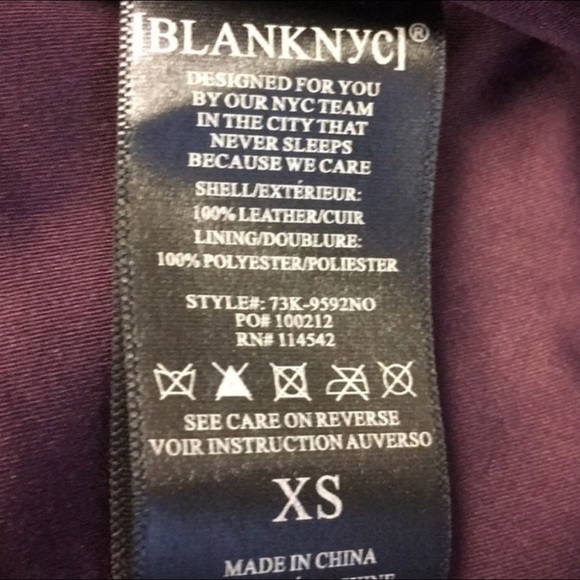 [BLANKNYC]®
DESIGNED FOR YOU
BY OUR NYC TEAM
IN THE CITY THAT
NEVER SLEEPS
BECAUSE WE CARE
SHELL/EXTÉRIEUR:
100% LEATHER/CUIR
LINING/DOUBLURE:
100% POLYESTER/POLIESTER
STYLE#: 73K-9592NO
PO# 100212
RN# 114542
SEE CARE ON REVERSE
VOIR INSTRUCTION AUVERSO
XS
MADE IN CHINA